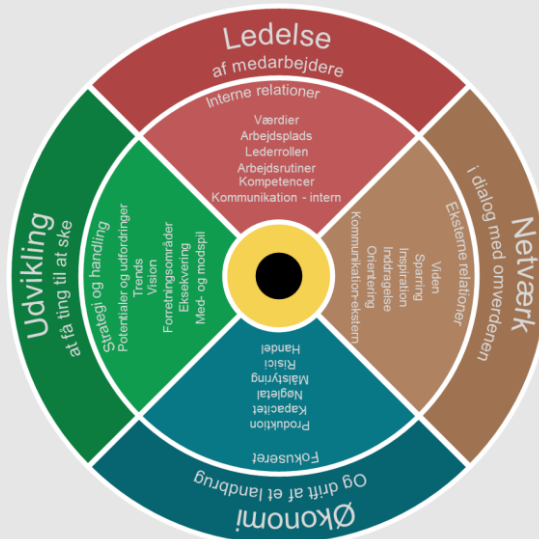 Ledelse
af medarbejdere
Interne relationer
Værdier
Arbejdsplads
Lederrollen
Arbejdsrutiner
Kompetencer
Kommunikation - intern
Netværk
i dialog med omverdenen
Eksterne relationer
Viden
Sparring
Inspiration
Inddragelse
Orientering
Kommunikation-ekstern
Økonomi
Og drift af et landbrug
Fokuseret
Produktion
Kapacitet
Nøgletal
Målstyring
Risici
Handel
Udvikling
at få ting til at ske
Strategi og handling
Potentialer og udfordringer
Trends
Vision
Forretningsområder
Eksekvering
Med- og modspil